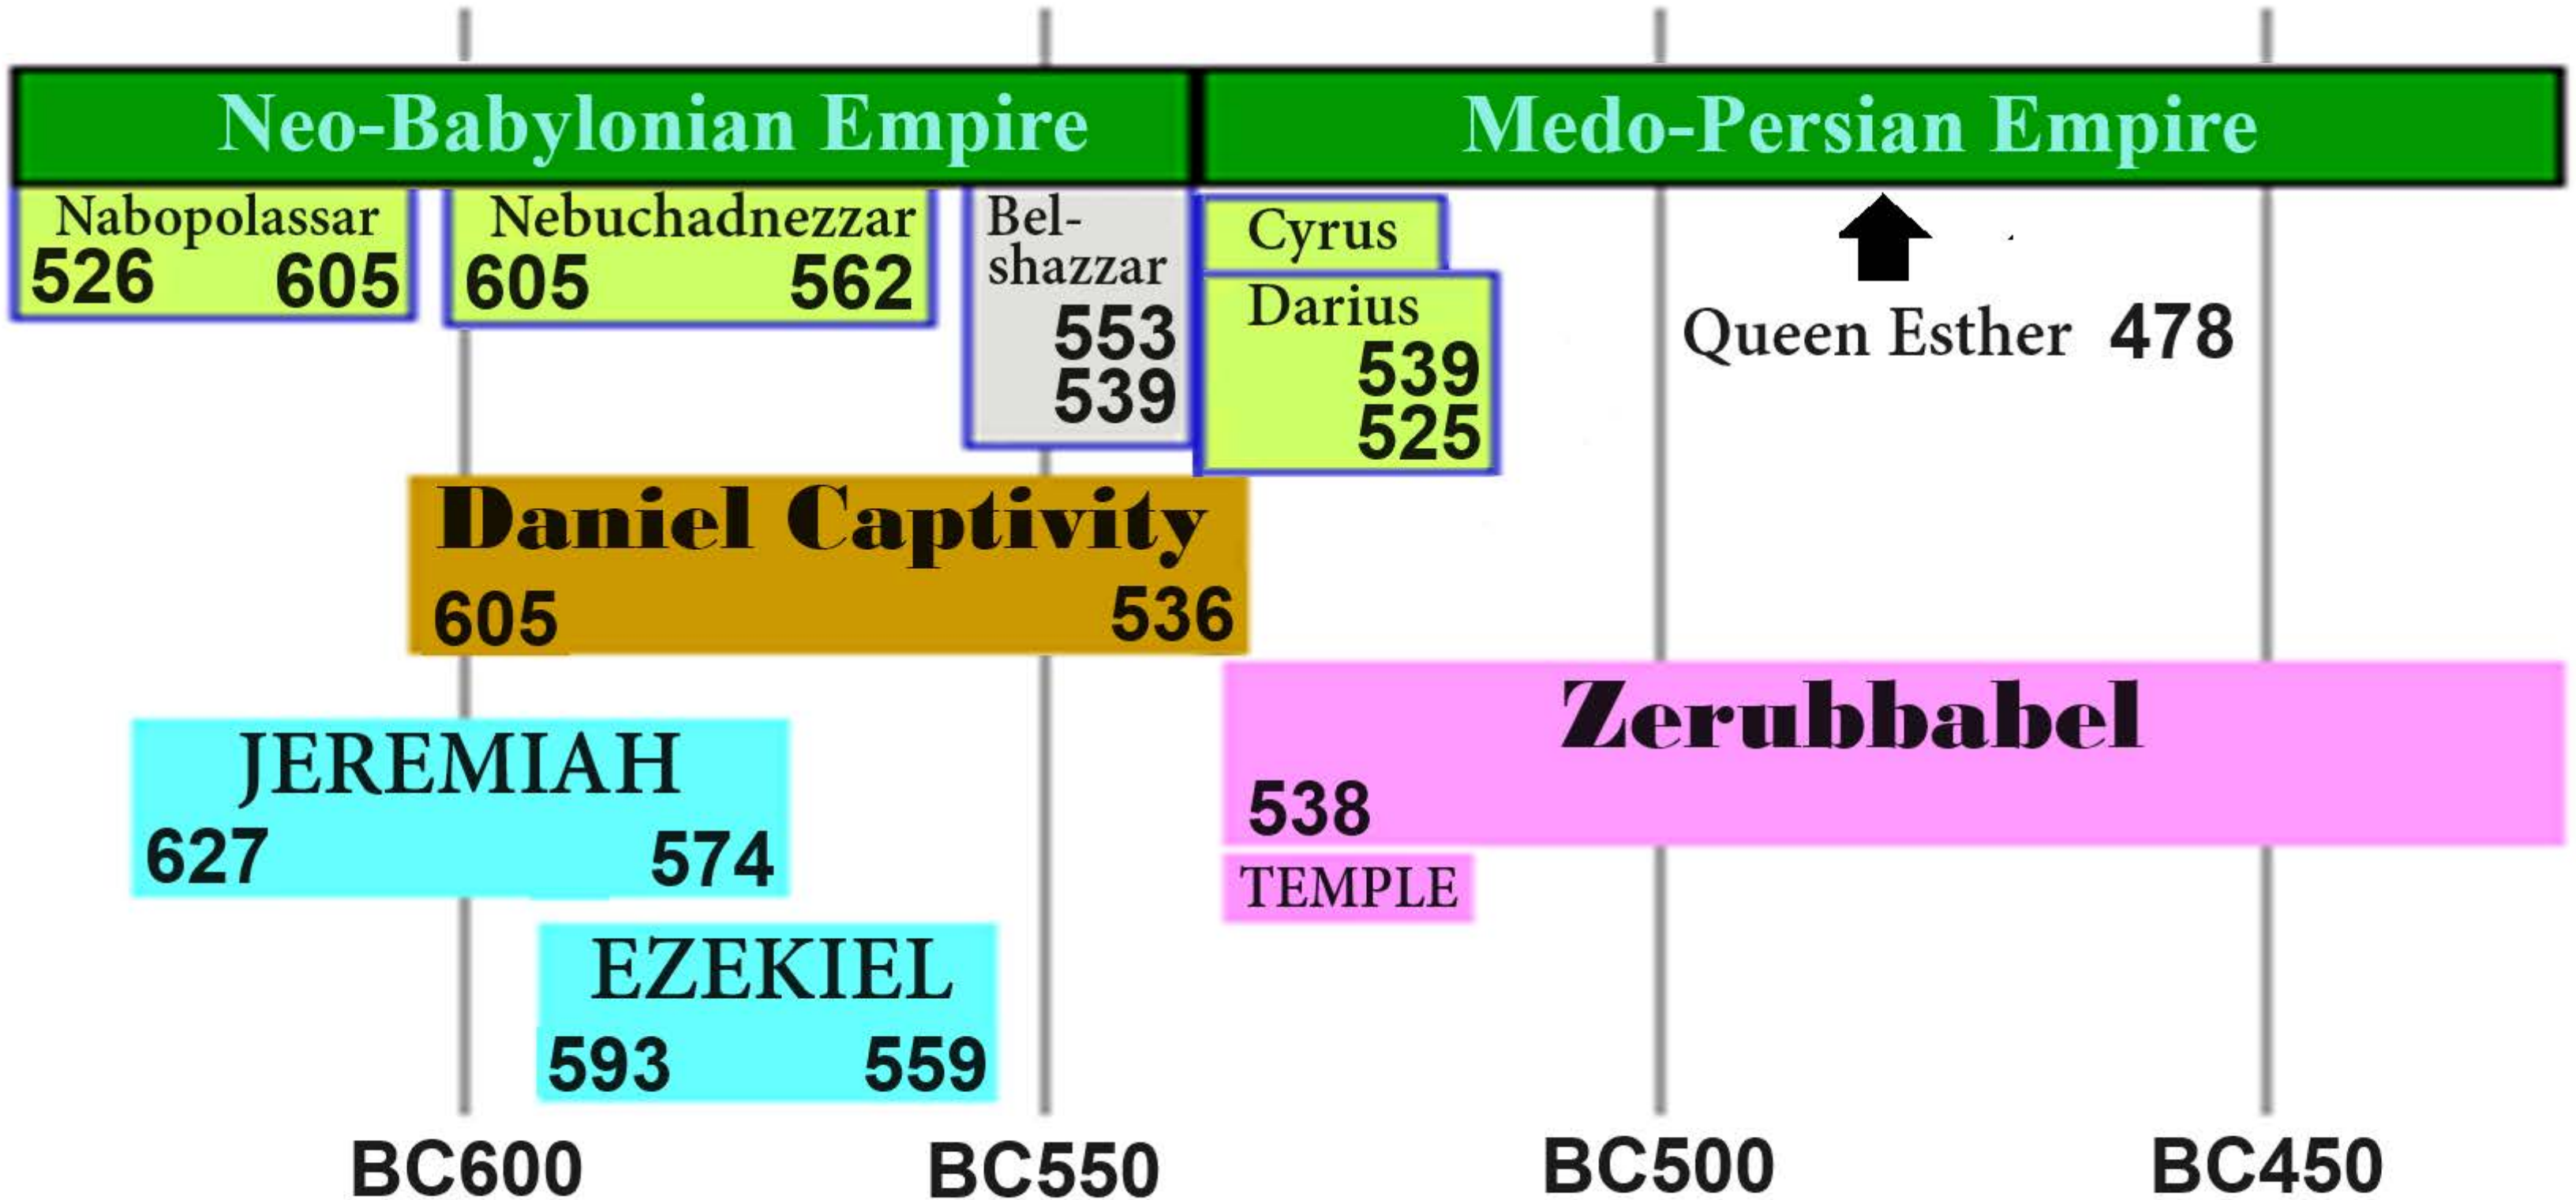 Neo-Babylonian Empire
Medo-Persian Empire
Nabopolassar
526 605
Nebuchadnezzar
605 562
Bel-
shazzar
553
539
Cyrus
Darius
539
525
Queen Esther 478
Daniel Captivity
605 536
Zerubbabel
538
TEMPLE
JEREMIAH
627 574
EZEKIEL
593 559
BC600
BC550
BC500
BC450